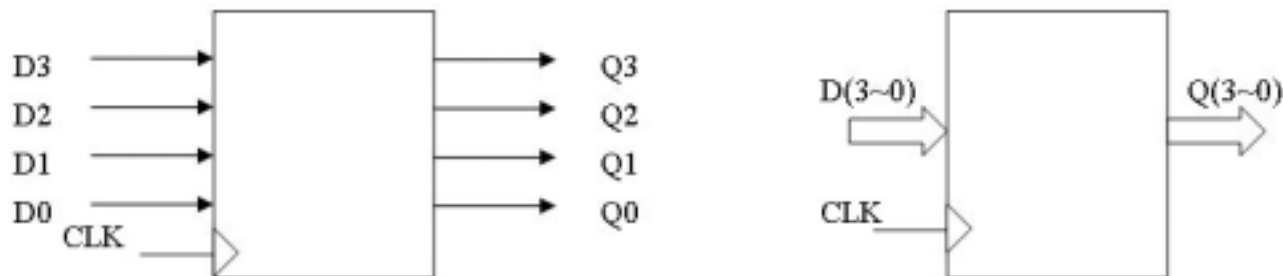 D3
D2
D1
D0
CLK
Q3
Q2
Q1
Q0
D(3~0)
CLK
Q(3~0)